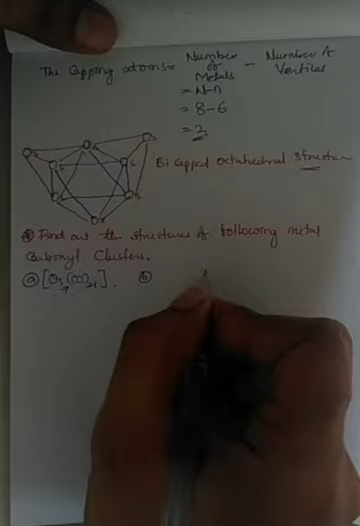 The Capping atoms = Number of Metals - Number of Vertices
= N-n
= 8-6
= 2
Bi capped octahedral structure
Find out the structures of following metal
Carbonyl Clusters.
ⓐ [Os7(CO)21]. ⓑ